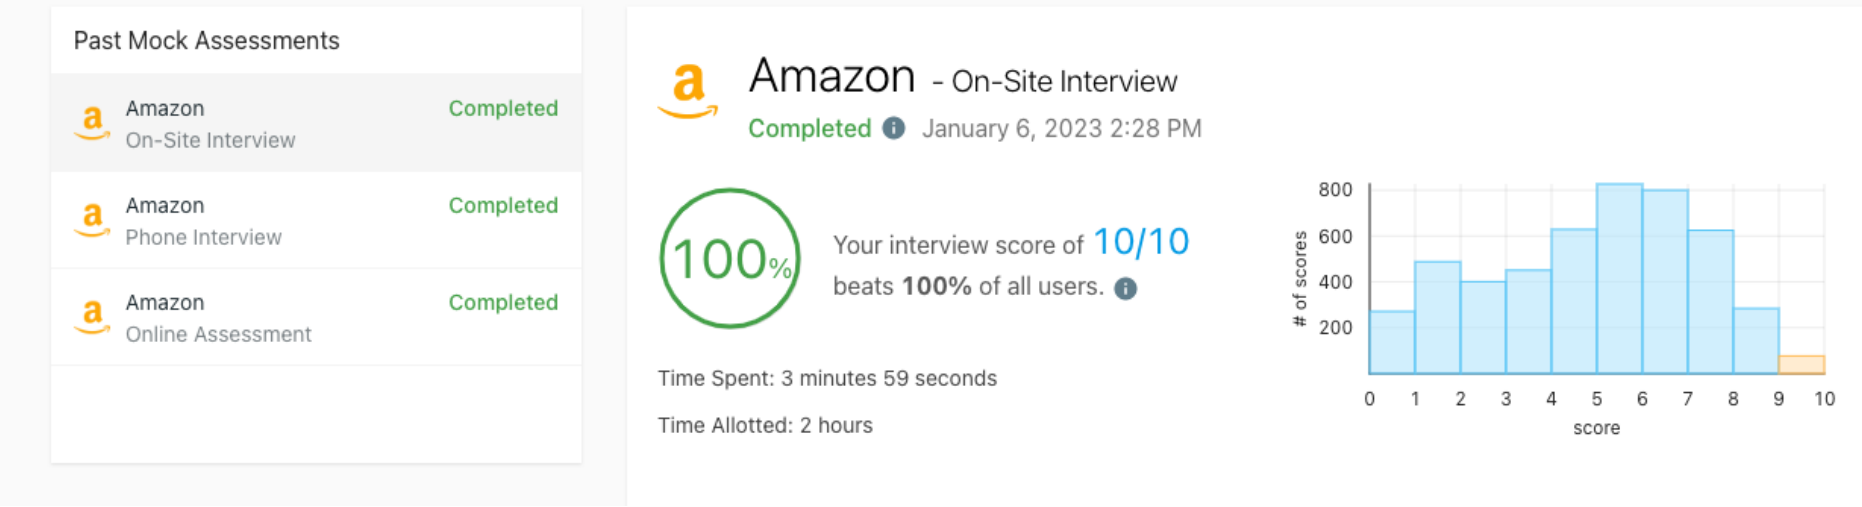 Past Mock Assessments
Amazon Completed
On-Site Interview
Amazon Completed
Phone Interview
Amazon Completed
Online Assessment
Amazon - On-Site Interview
Completed January 6, 2023 2:28 PM
100%
Your interview score of 10/10
beats 100% of all users.
Time Spent: 3 minutes 59 seconds
Time Allotted: 2 hours
# of scores
800
600
400
200
0 1 2 3 4 5 6 7 8 9 10
score